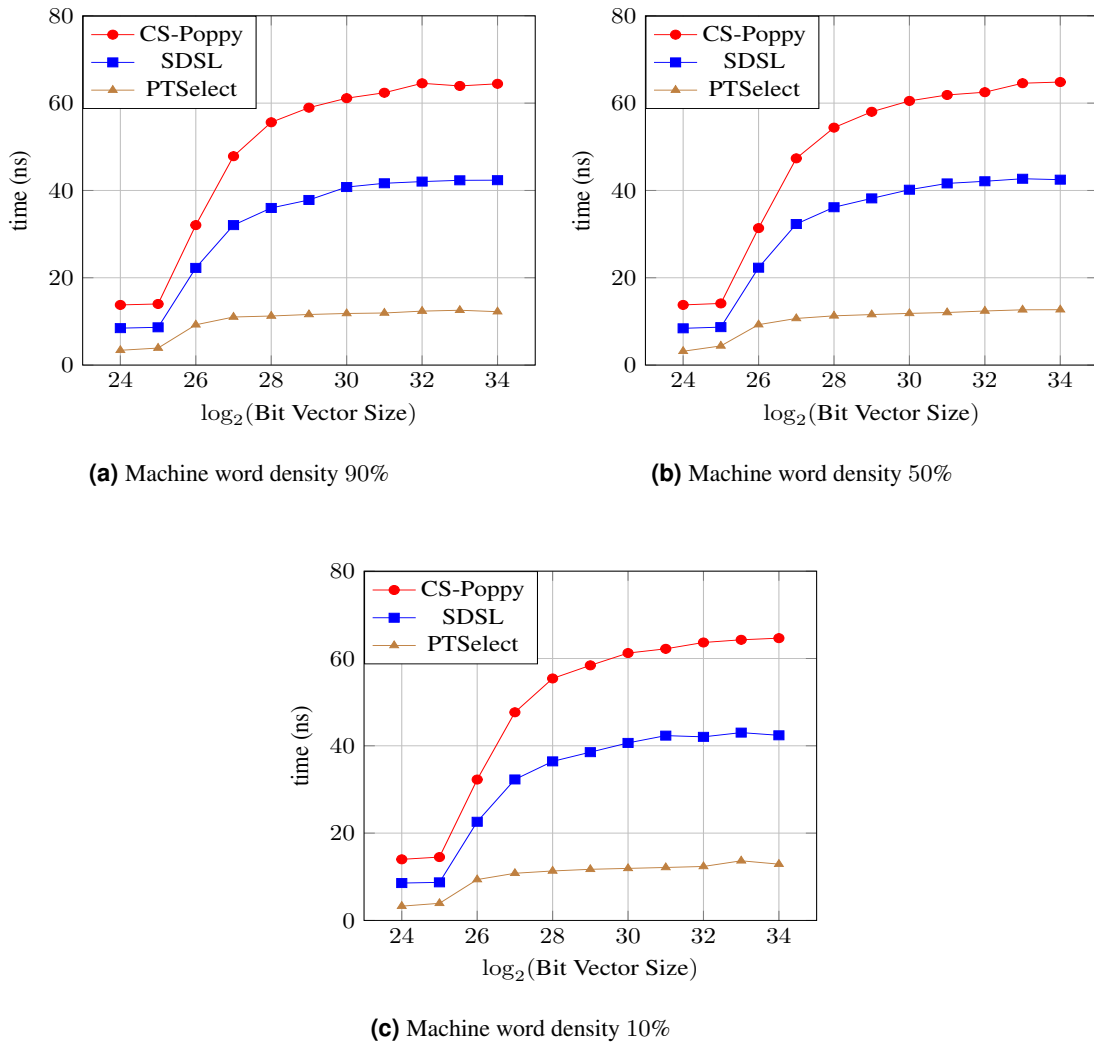 80
60
40
20
0
time (ns)
CS-Poppy
SDSL
PTSelect
24 26 28 30 32 34
log₂(Bit Vector Size)
(a) Machine word density 90%
80
60
40
20
0
time (ns)
CS-Poppy
SDSL
PTSelect
24 26 28 30 32 34
log₂(Bit Vector Size)
(b) Machine word density 50%
80
60
40
20
0
time (ns)
CS-Poppy
SDSL
PTSelect
24 26 28 30 32 34
log₂(Bit Vector Size)
(c) Machine word density 10%